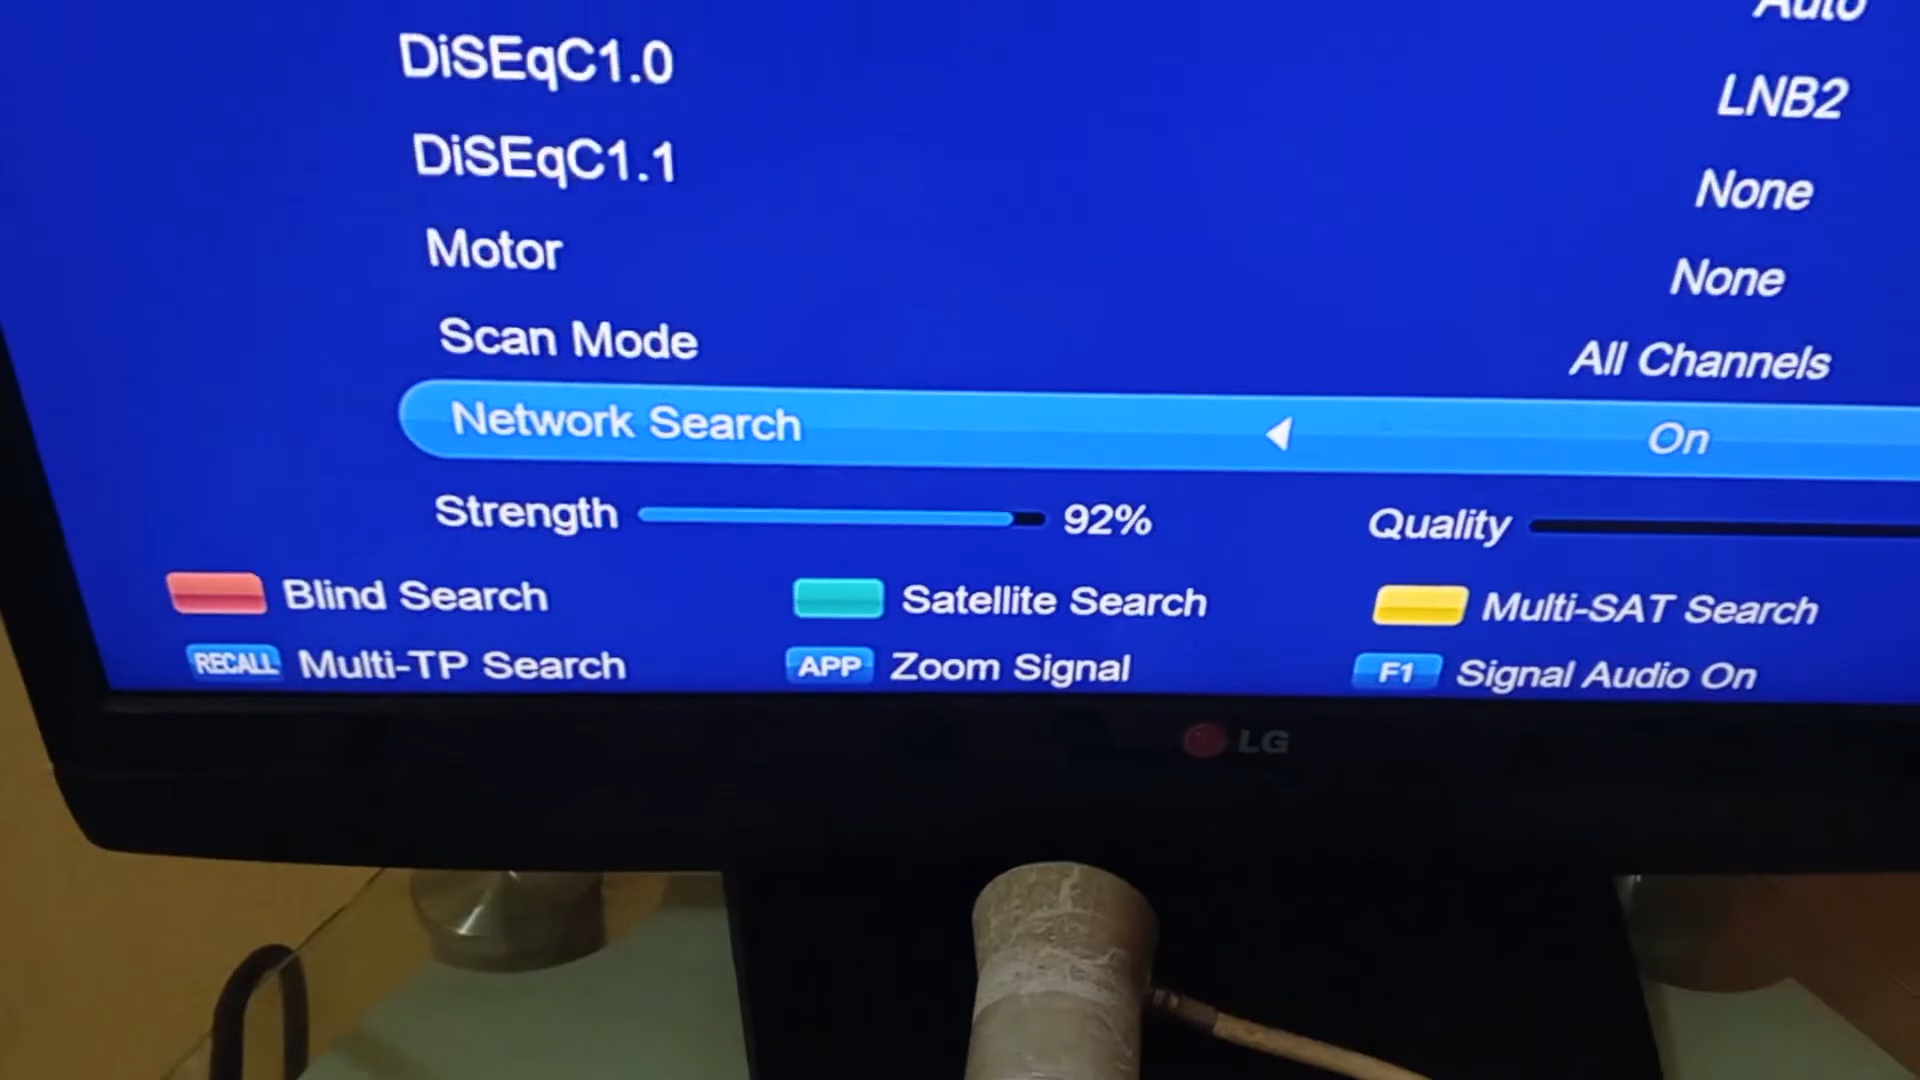 Auto
DiSEqC1.0 LNB2
DiSEqC1.1 None
Motor None
Scan Mode All Channels
Network Search On
Strength 92% Quality
Blind Search Satellite Search Multi-SAT Search
RECALL Multi-TP Search APP Zoom Signal F1 Signal Audio On
LG